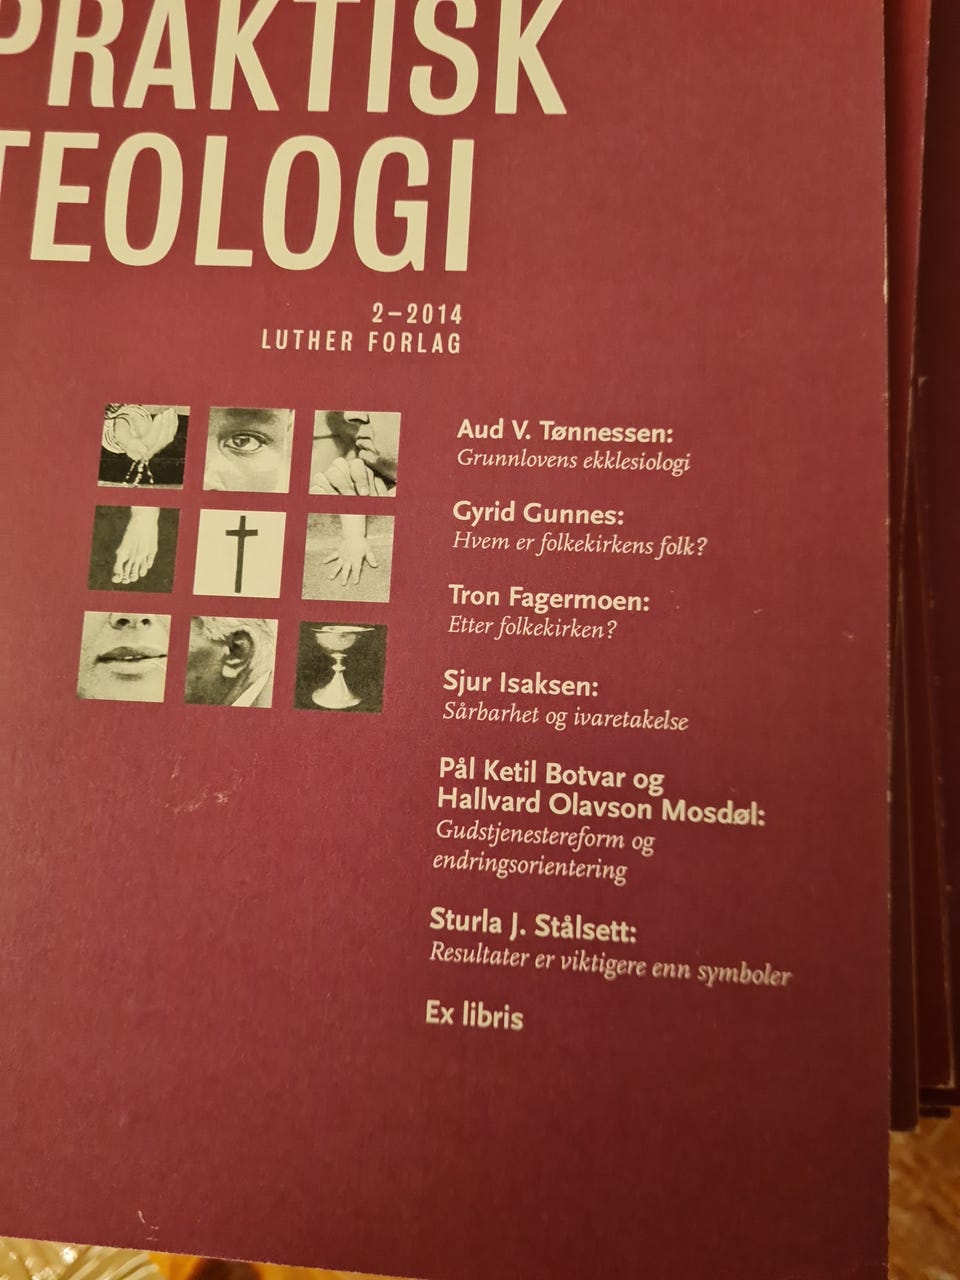 PRAKTISK
TEOLOGI
2–2014
LUTHER FORLAG
Aud V. Tønnessen:
Grunnlovens ekklesiologi
Gyrid Gunnes:
Hvem er folkekirkens folk?
Tron Fagermoen:
Etter folkekirken?
Sjur Isaksen:
Sårbarhet og ivaretakelse
Pål Ketil Botvar og
Hallvard Olavson Mosdøl:
Gudstjenestereform og
endringsorientering
Sturla J. Stålsett:
Resultater er viktigere enn symboler
Ex libris